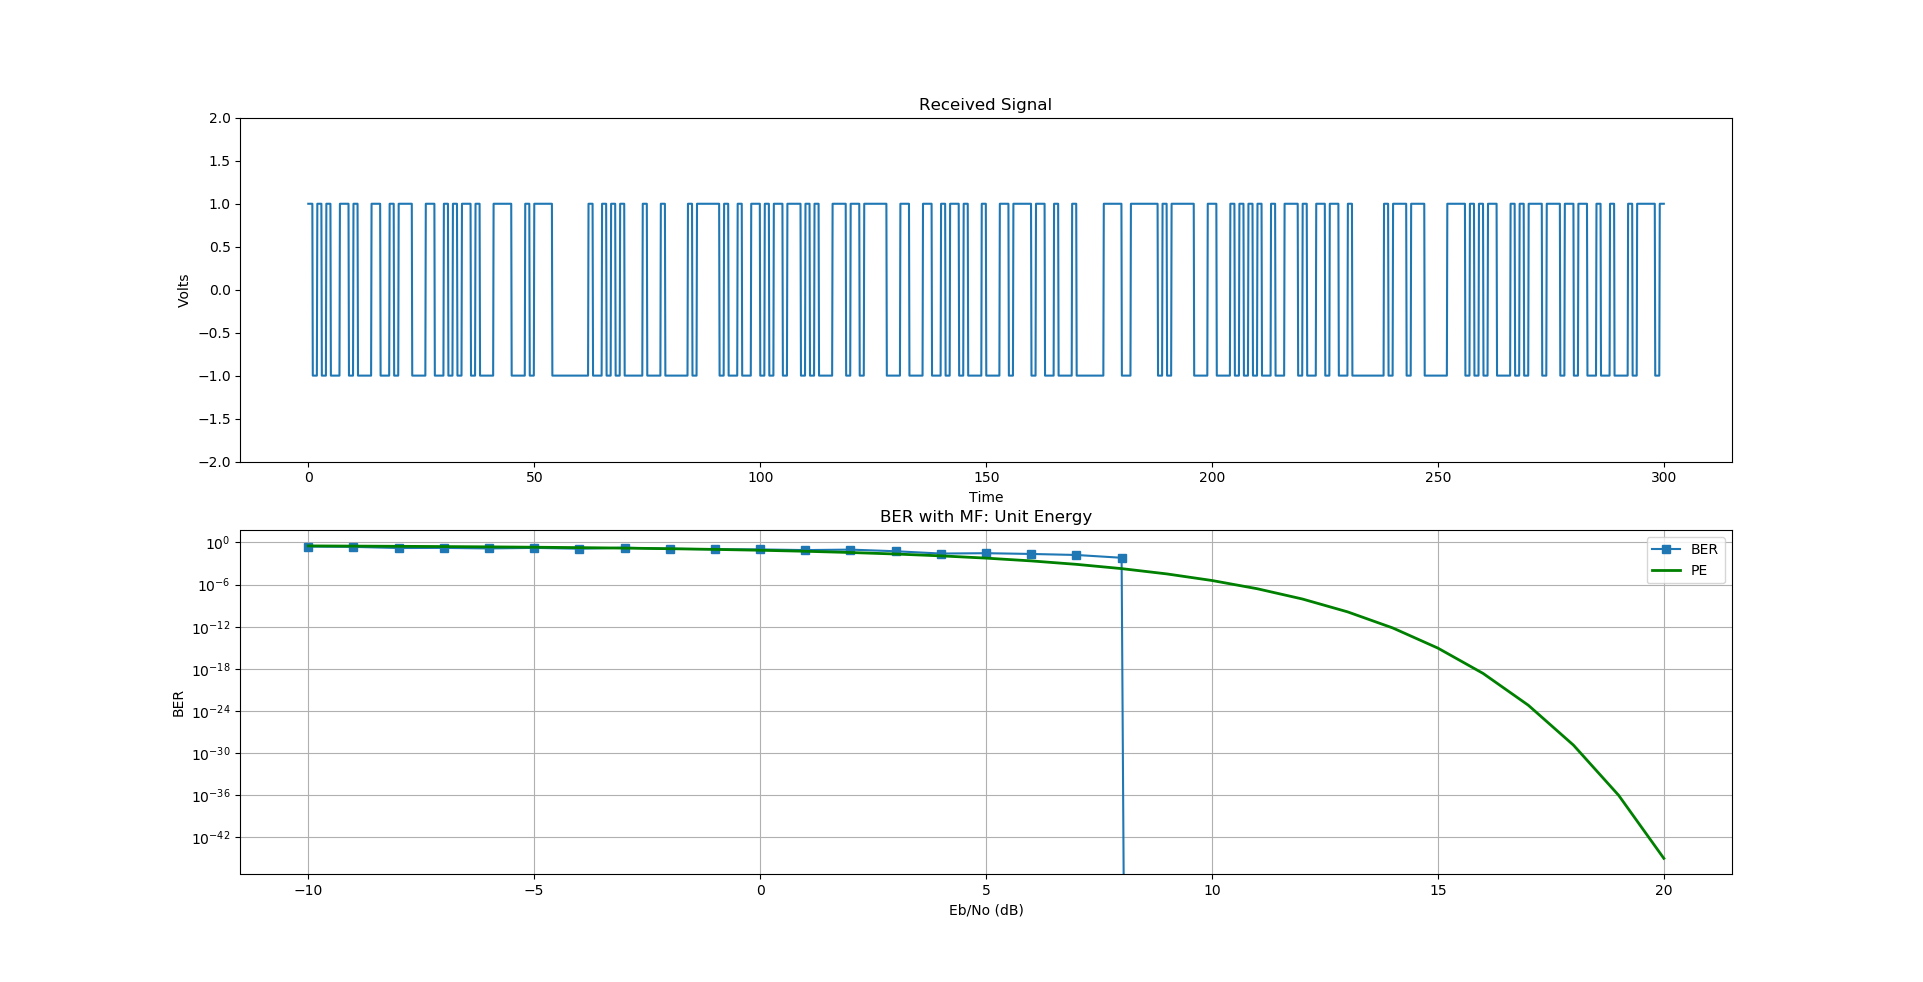 Received Signal
2.0
1.5
1.0
0.5
0.0
−0.5
−1.0
−1.5
−2.0
Volts
0 50 100 150 200 250 300
Time
BER with MF: Unit Energy
10⁰
10⁻⁶
10⁻¹²
10⁻¹⁸
10⁻²⁴
10⁻³⁰
10⁻³⁶
10⁻⁴²
BER
BER
PE
−10 −5 0 5 10 15 20
Eb/No (dB)